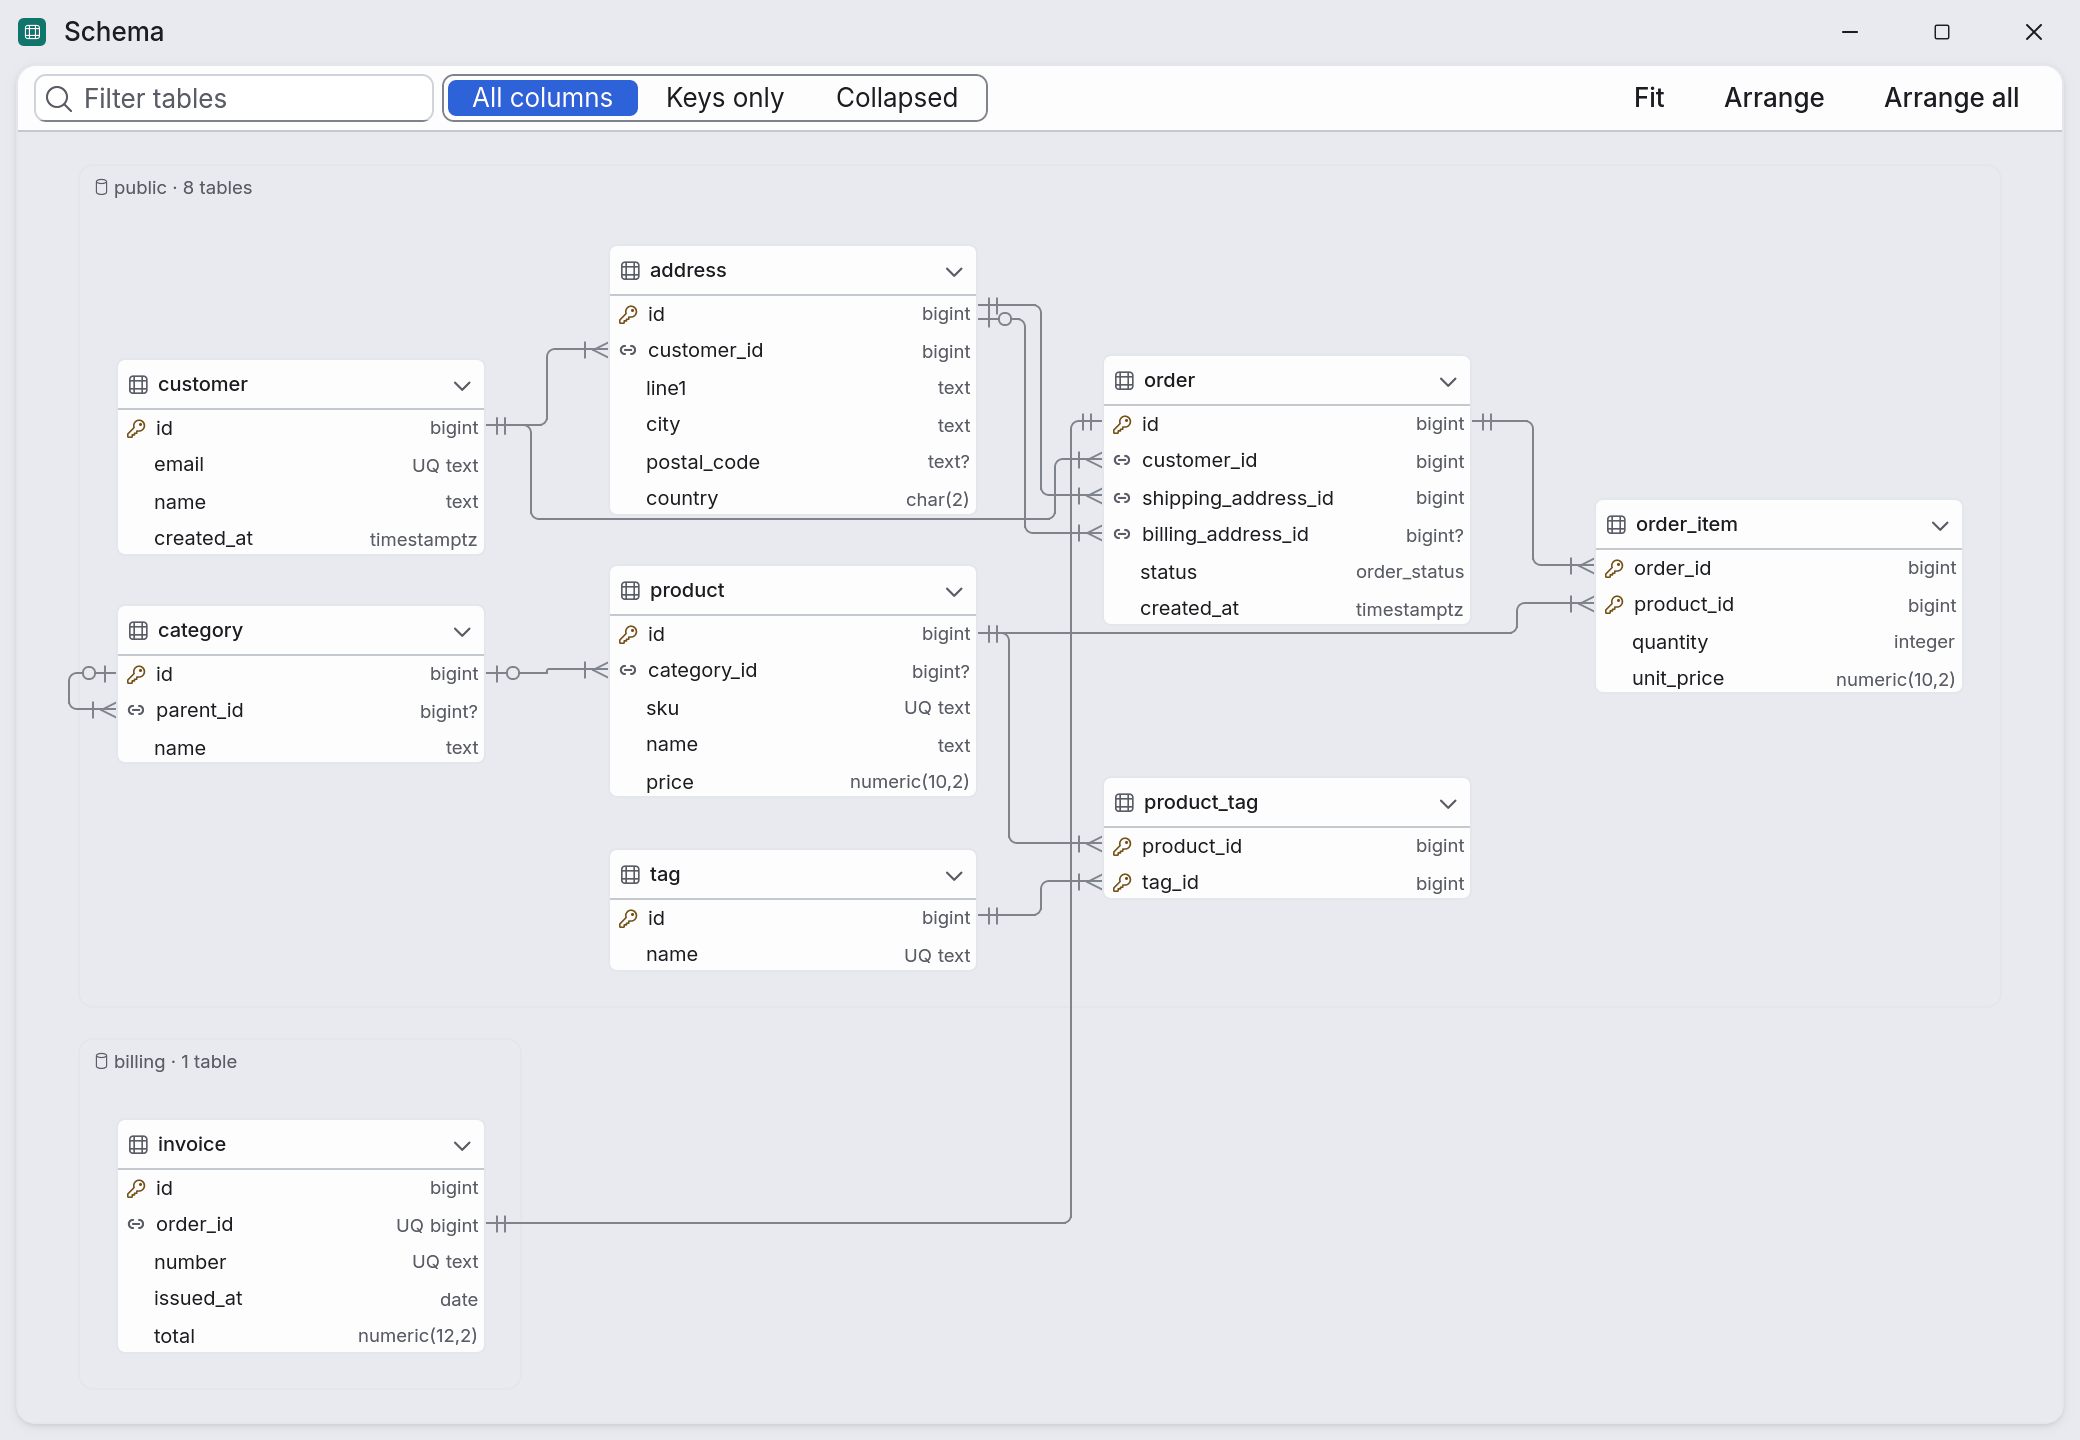 Schema
Filter tables
All columns
Keys only
Collapsed
Fit
Arrange
Arrange all
public · 8 tables
customer
id bigint
email UQ text
name text
created_at timestamptz
category
id bigint
parent_id bigint?
name text
address
id bigint
customer_id bigint
line1 text
city text
postal_code text?
country char(2)
product
id bigint
category_id bigint?
sku UQ text
name text
price numeric(10,2)
tag
id bigint
name UQ text
order
id bigint
customer_id bigint
shipping_address_id bigint
billing_address_id bigint?
status order_status
created_at timestamptz
product_tag
product_id bigint
tag_id bigint
order_item
order_id bigint
product_id bigint
quantity integer
unit_price numeric(10,2)
billing · 1 table
invoice
id bigint
order_id UQ bigint
number UQ text
issued_at date
total numeric(12,2)